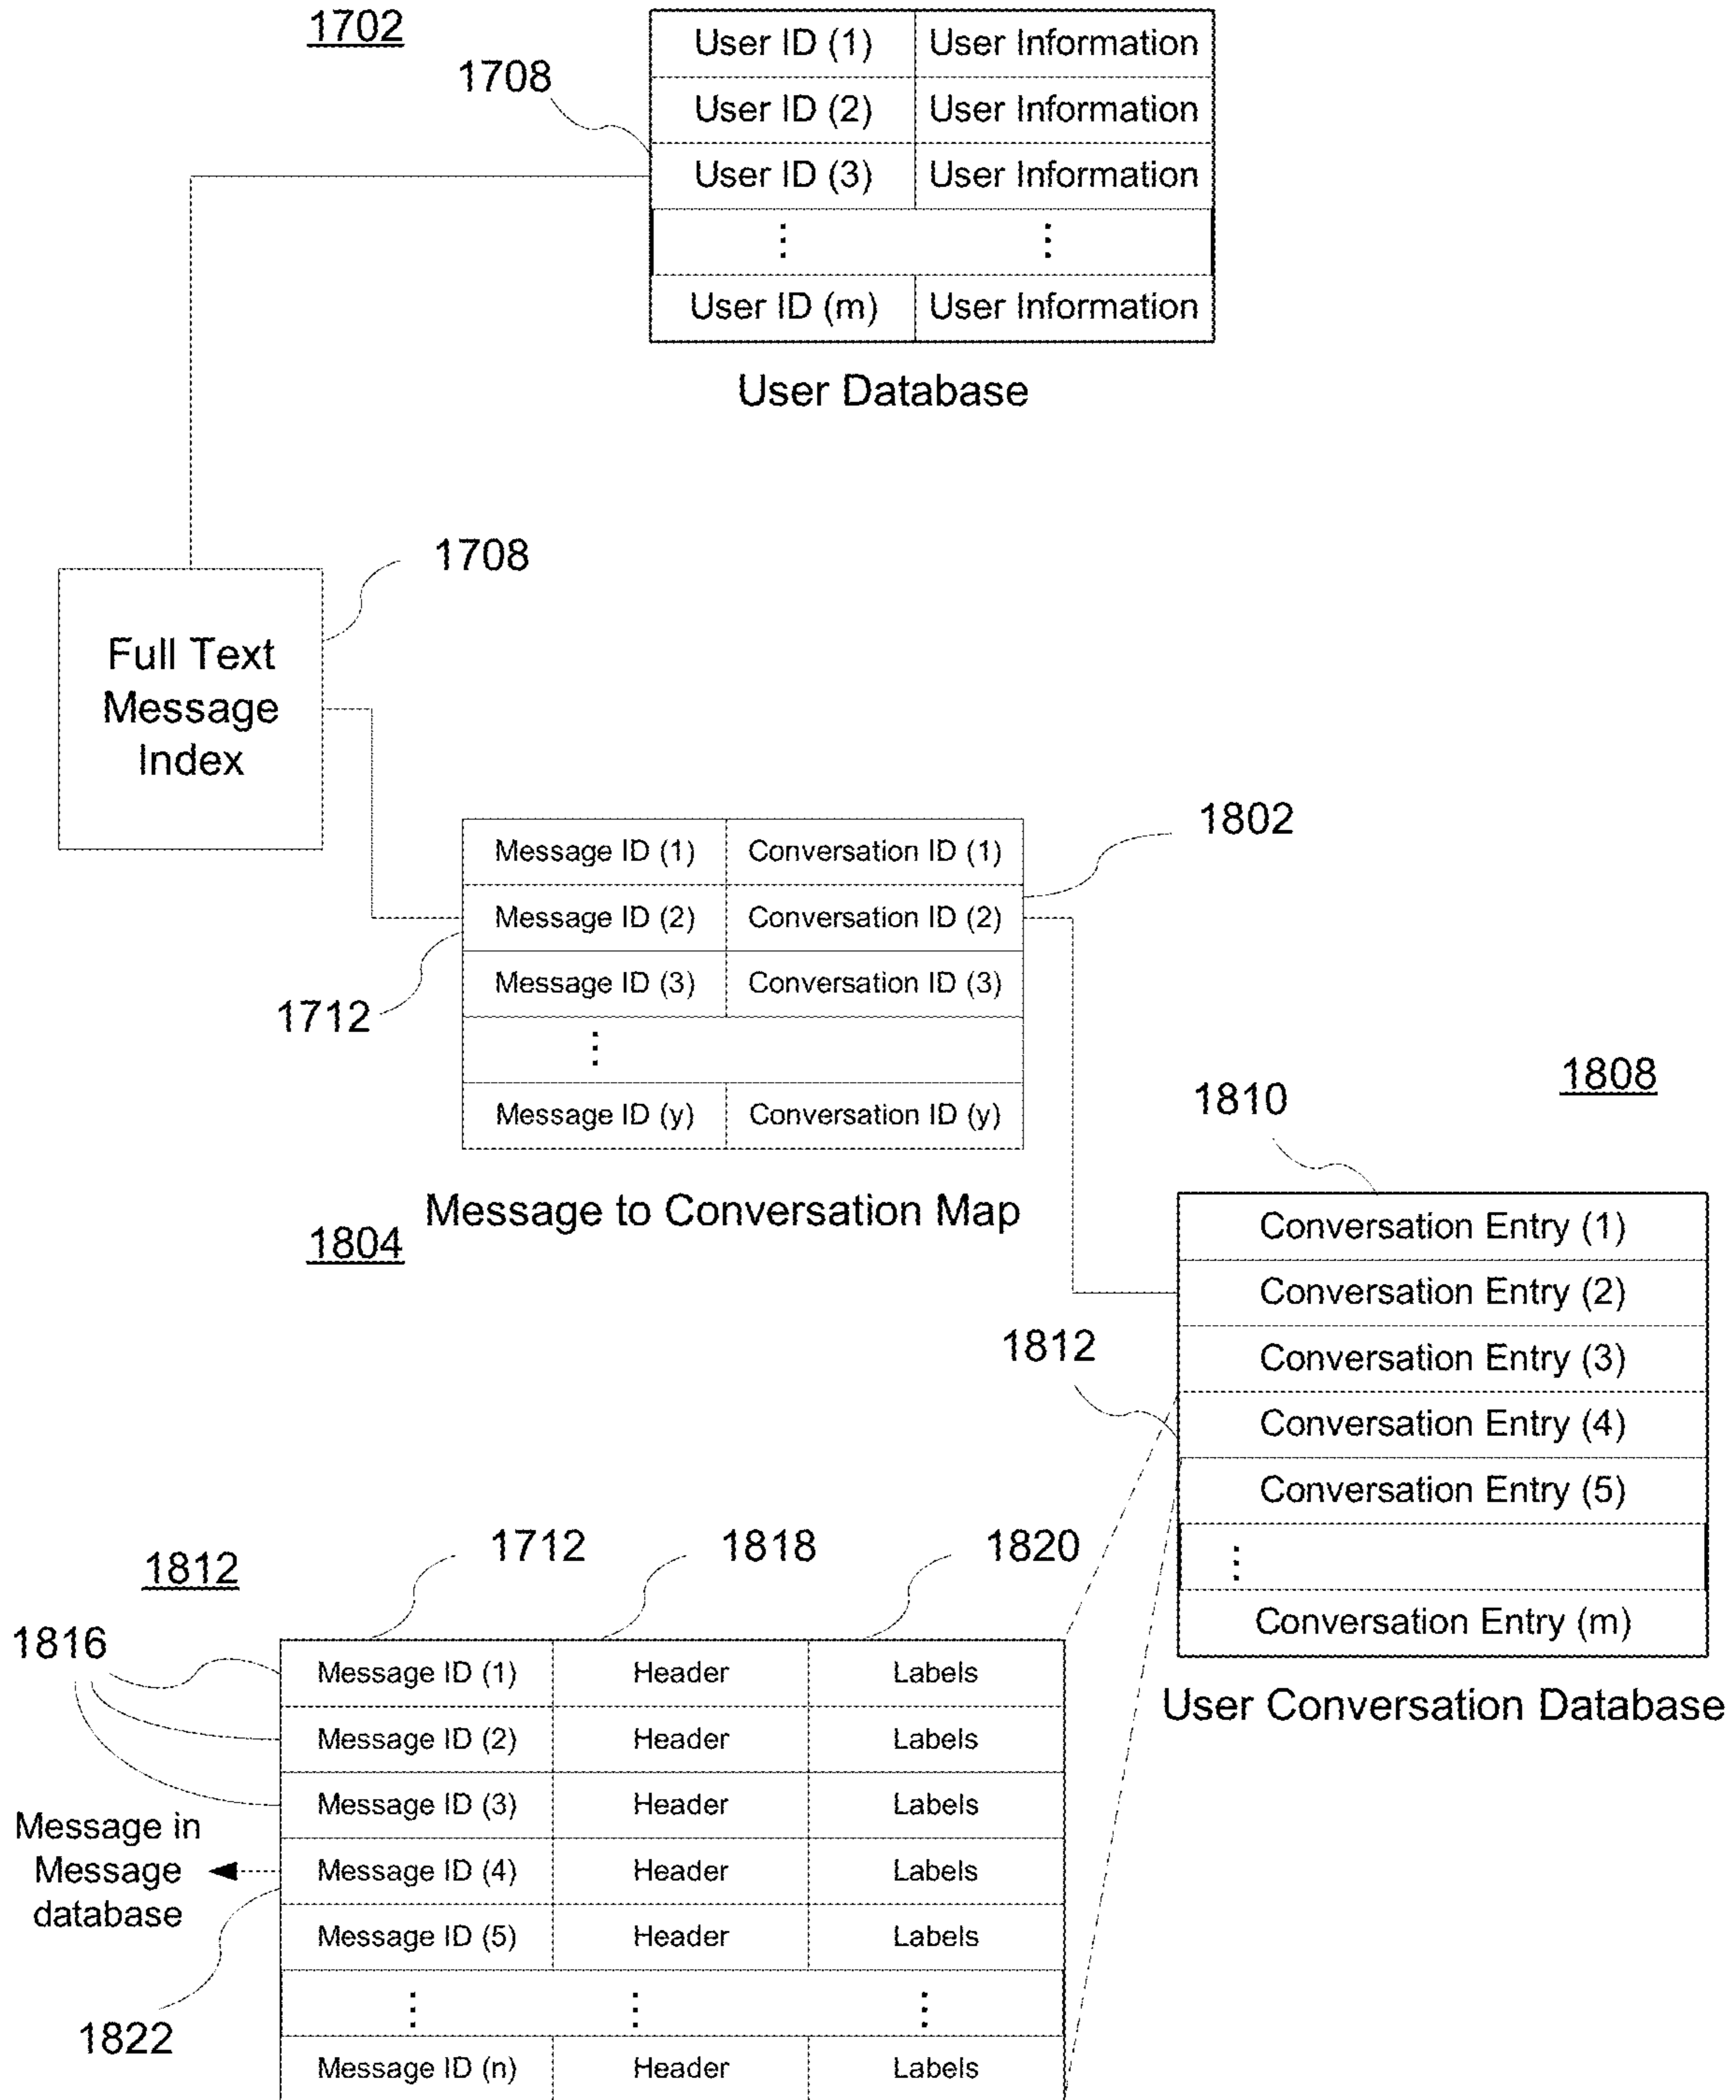 1702
1708
User ID (1) User Information
User ID (2) User Information
User ID (3) User Information
⋮ ⋮
User ID (m) User Information
User Database
1708
Full Text
Message
Index
1802
Message ID (1) Conversation ID (1)
Message ID (2) Conversation ID (2)
Message ID (3) Conversation ID (3)
⋮
Message ID (y) Conversation ID (y)
1712
Message to Conversation Map
1804
1808
1810
Conversation Entry (1)
Conversation Entry (2)
Conversation Entry (3)
Conversation Entry (4)
Conversation Entry (5)
⋮
Conversation Entry (m)
1812
User Conversation Database
1812
1712
1818
1820
1816
Message ID (1) Header Labels
Message ID (2) Header Labels
Message ID (3) Header Labels
Message ID (4) Header Labels
Message ID (5) Header Labels
⋮ ⋮ ⋮
Message ID (n) Header Labels
Message in
Message
database
1822